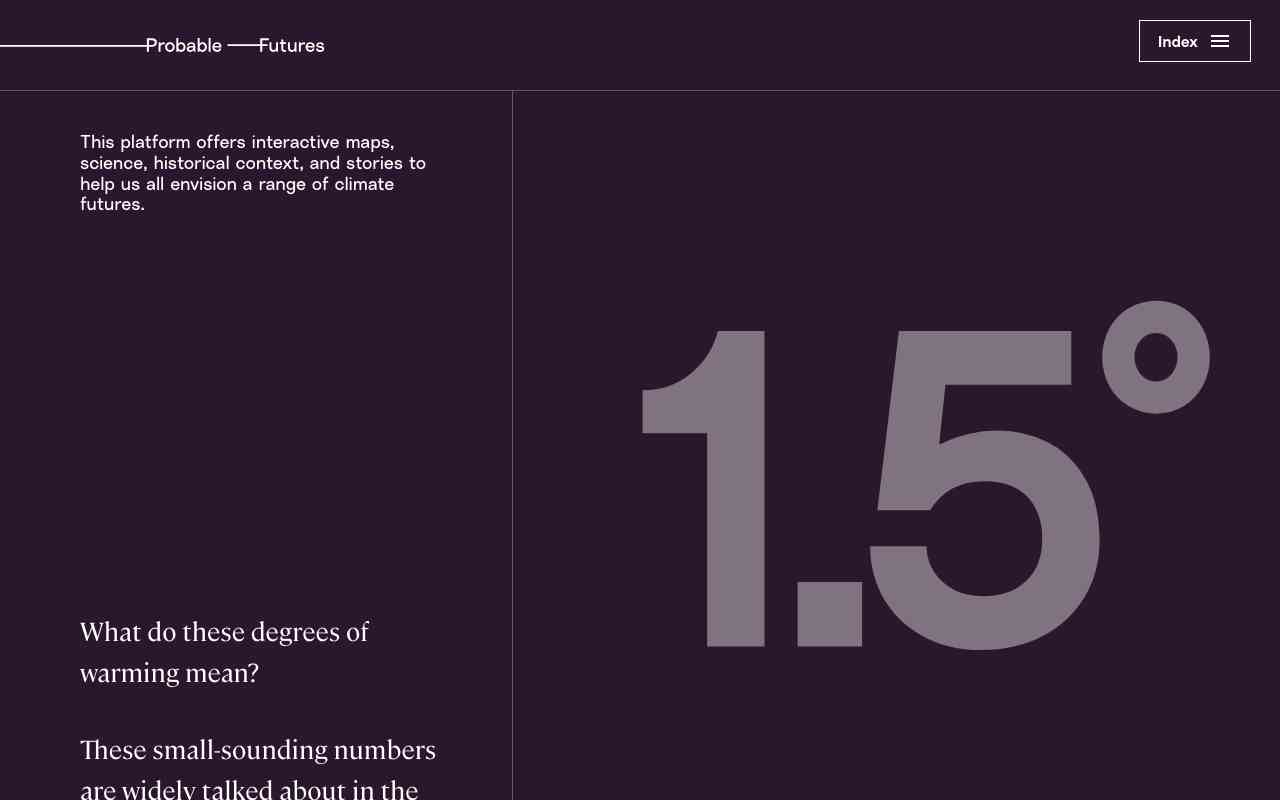 Probable Futures
Index
This platform offers interactive maps,
science, historical context, and stories to
help us all envision a range of climate
futures.
1.5°
What do these degrees of
warming mean?
These small-sounding numbers
are widely talked about in the